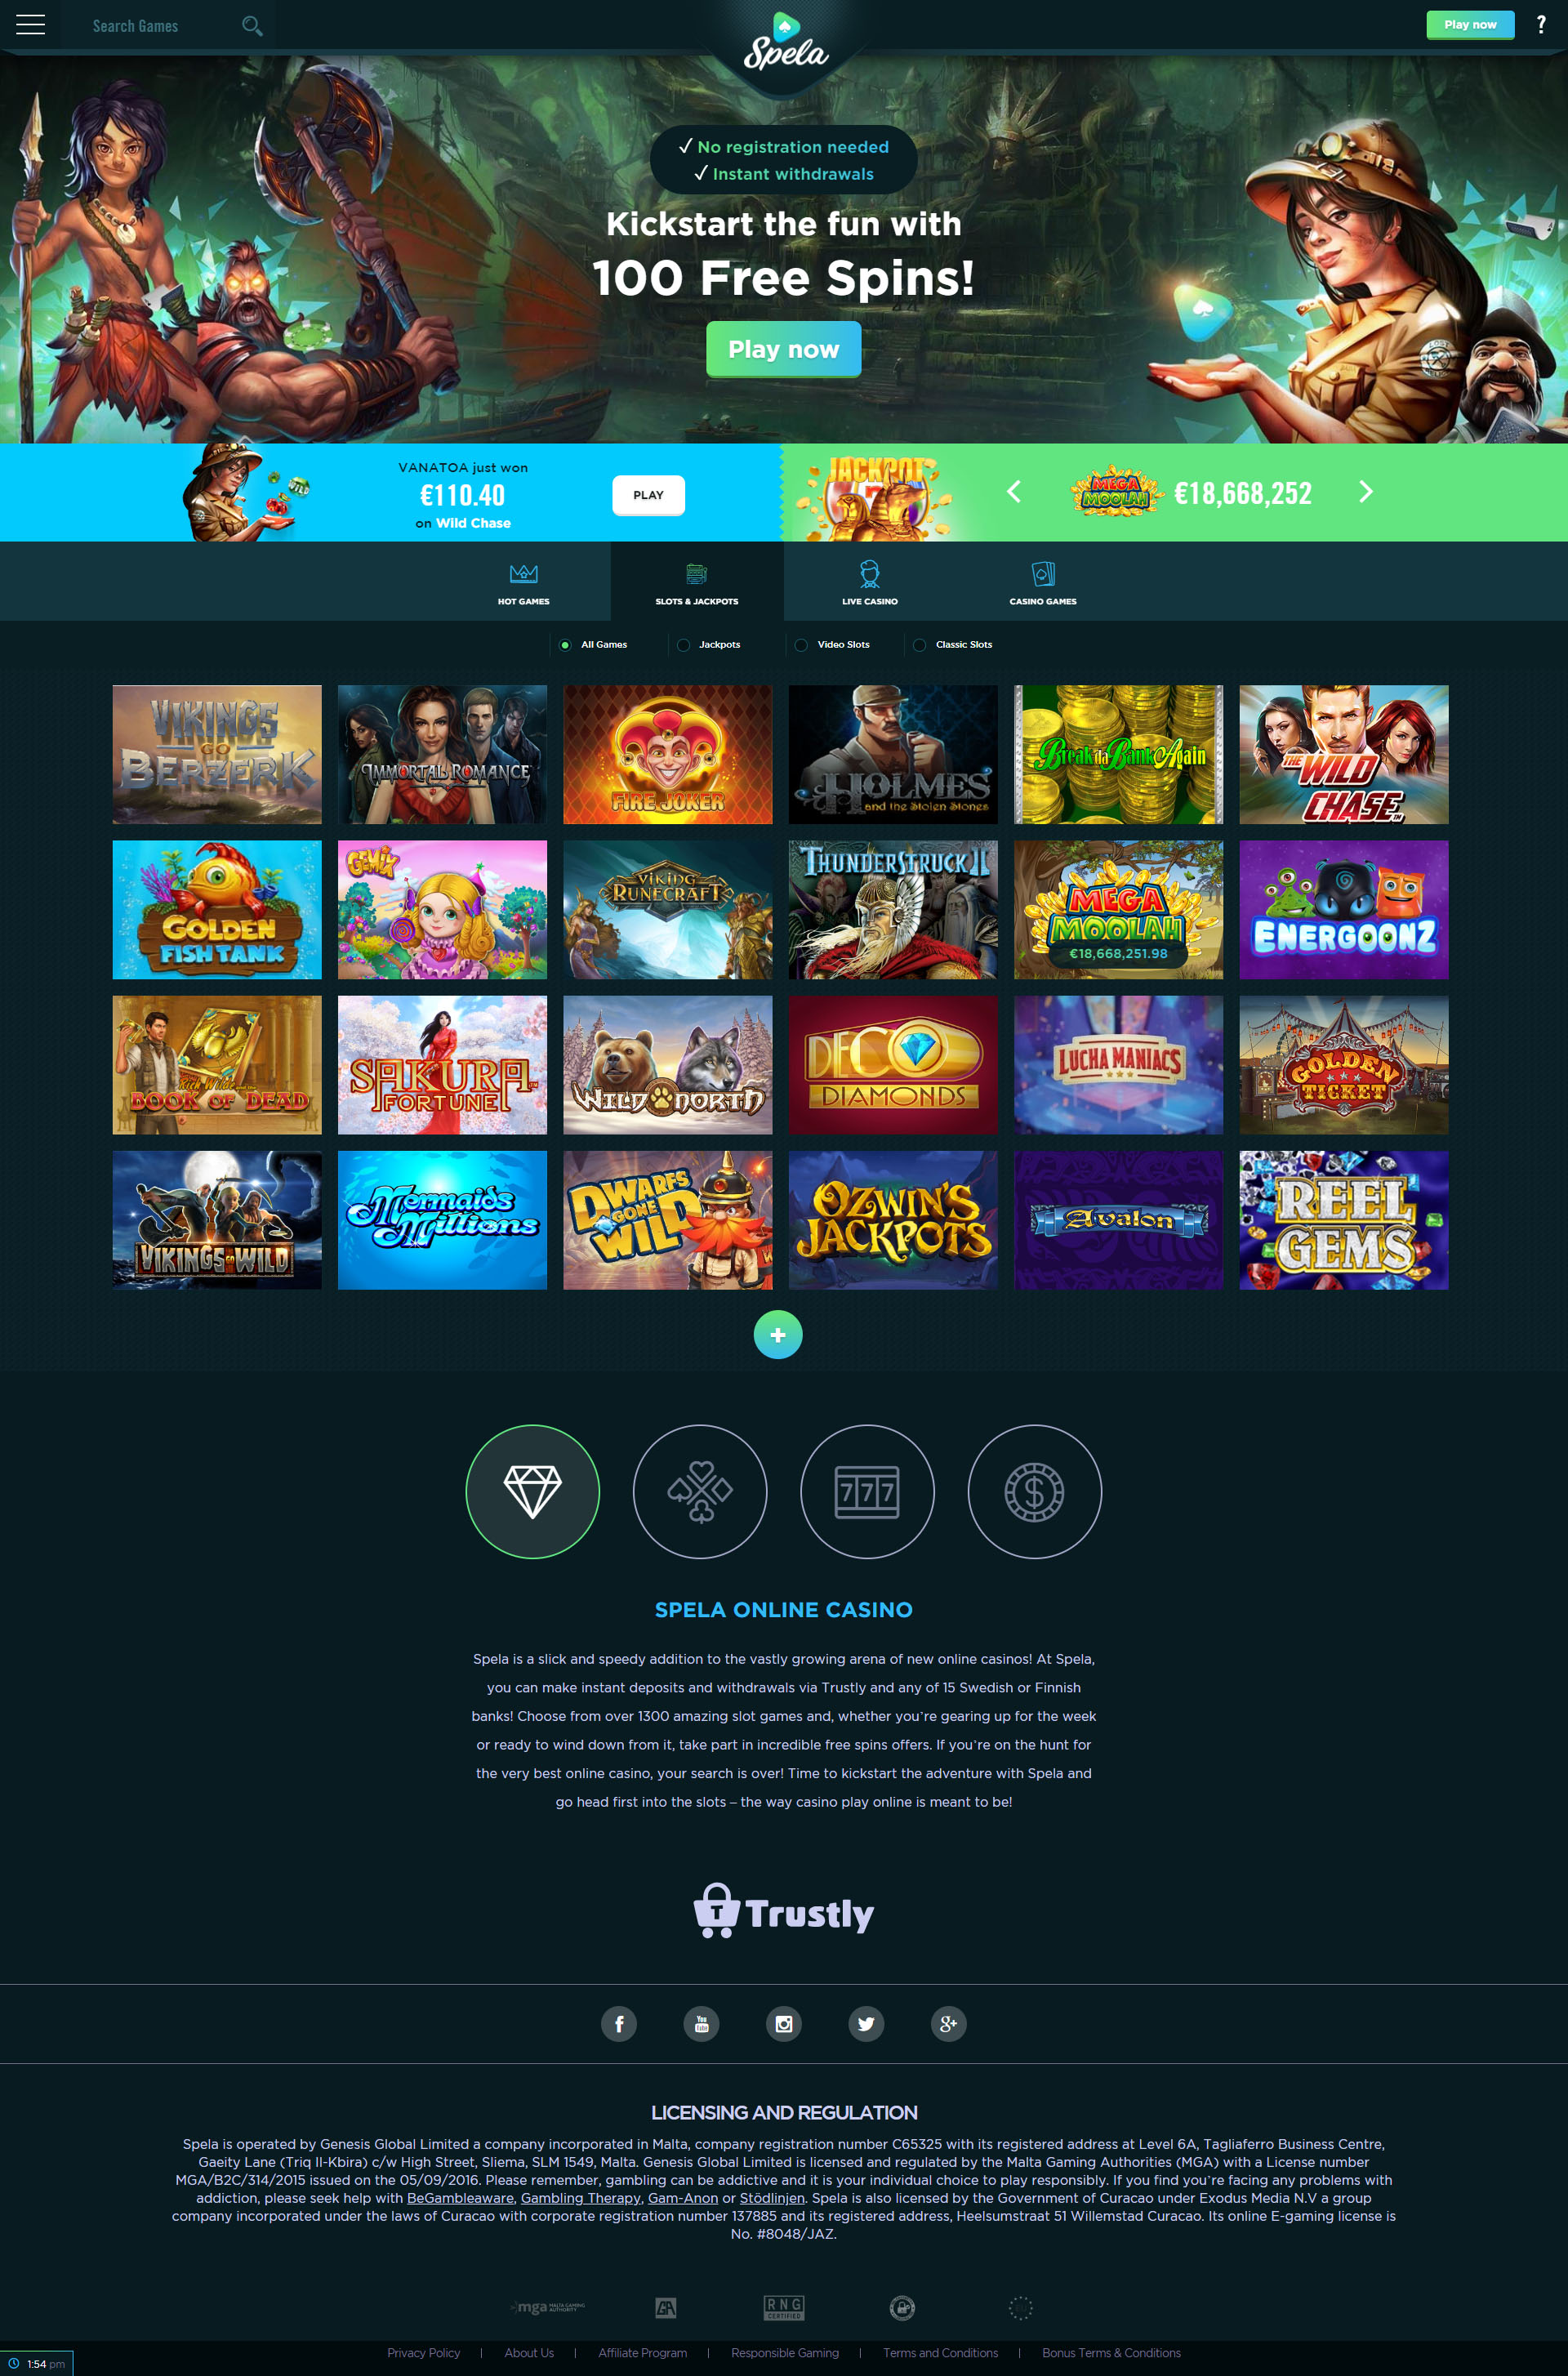 Search Games
Spela
Play now
?
✓ No registration needed
✓ Instant withdrawals
Kickstart the fun with
100 Free Spins!
Play now
VANATOA just won
€110.40
on Wild Chase
PLAY
JACKPOT
7
MEGA
MOOLAH
€18,668,252
HOT GAMES
SLOTS & JACKPOTS
LIVE CASINO
CASINO GAMES
All Games
Jackpots
Video Slots
Classic Slots
VIKINGS
GO
BERZERK
IMMORTAL ROMANCE
FIRE JOKER
HOLMES
and the Stolen Stones
Break da Bank Again
THE WILD
CHASE
GOLDEN
FISH TANK
GEMIX
VIKING
RUNECRAFT
THUNDERSTRUCK II
MEGA
MOOLAH
€18,668,251.98
ENERGOONZ
Rich Wilde and the
BOOK OF DEAD
SAKURA
FORTUNE
WILD NORTH
DECO
DIAMONDS
LUCHA MANIACS
GOLDEN
TICKET
VIKINGS GO WILD
Mermaids
Millions
DWARFS
GONE
WILD
OZWIN'S
JACKPOTS
Avalon
REEL
GEMS
+
777
$
SPELA ONLINE CASINO
Spela is a slick and speedy addition to the vastly growing arena of new online casinos! At Spela,
you can make instant deposits and withdrawals via Trustly and any of 15 Swedish or Finnish
banks! Choose from over 1300 amazing slot games and, whether you're gearing up for the week
or ready to wind down from it, take part in incredible free spins offers. If you're on the hunt for
the very best online casino, your search is over! Time to kickstart the adventure with Spela and
go head first into the slots – the way casino play online is meant to be!
T Trustly
f
You Tube
g+
LICENSING AND REGULATION
Spela is operated by Genesis Global Limited a company incorporated in Malta, company registration number C65325 with its registered address at Level 6A, Tagliaferro Business Centre,
Gaeity Lane (Triq Il-Kbira) c/w High Street, Sliema, SLM 1549, Malta. Genesis Global Limited is licensed and regulated by the Malta Gaming Authorities (MGA) with a License number
MGA/B2C/314/2015 issued on the 05/09/2016. Please remember, gambling can be addictive and it is your individual choice to play responsibly. If you find you're facing any problems with
addiction, please seek help with BeGambleaware, Gambling Therapy, Gam-Anon or Stödlinjen. Spela is also licensed by the Government of Curacao under Exodus Media N.V a group
company incorporated under the laws of Curacao with corporate registration number 137885 and its registered address, Heelsumstraat 51 Willemstad Curacao. Its online E-gaming license is
No. #8048/JAZ.
mga MALTA GAMING AUTHORITY
GA
RNG
CERTIFIED
Privacy Policy | About Us | Affiliate Program | Responsible Gaming | Terms and Conditions | Bonus Terms & Conditions
1:54 pm